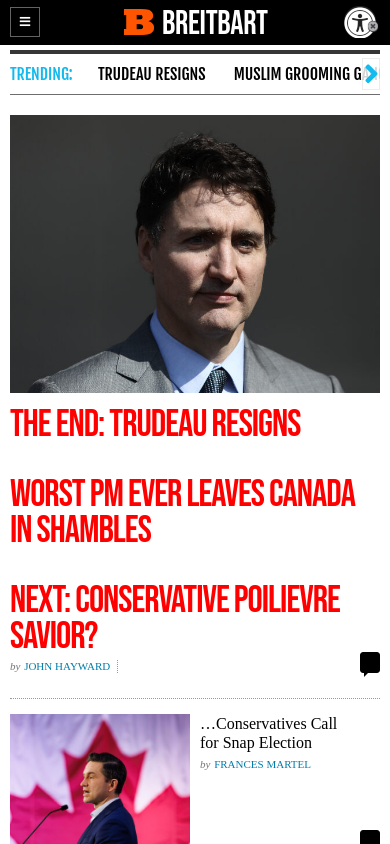 BREITBART
TRENDING: TRUDEAU RESIGNS MUSLIM GROOMING
THE END: TRUDEAU RESIGNS
WORST PM EVER LEAVES CANADA
IN SHAMBLES
NEXT: CONSERVATIVE POILIEVRE
SAVIOR?
by JOHN HAYWARD
…Conservatives Call
for Snap Election
by FRANCES MARTEL